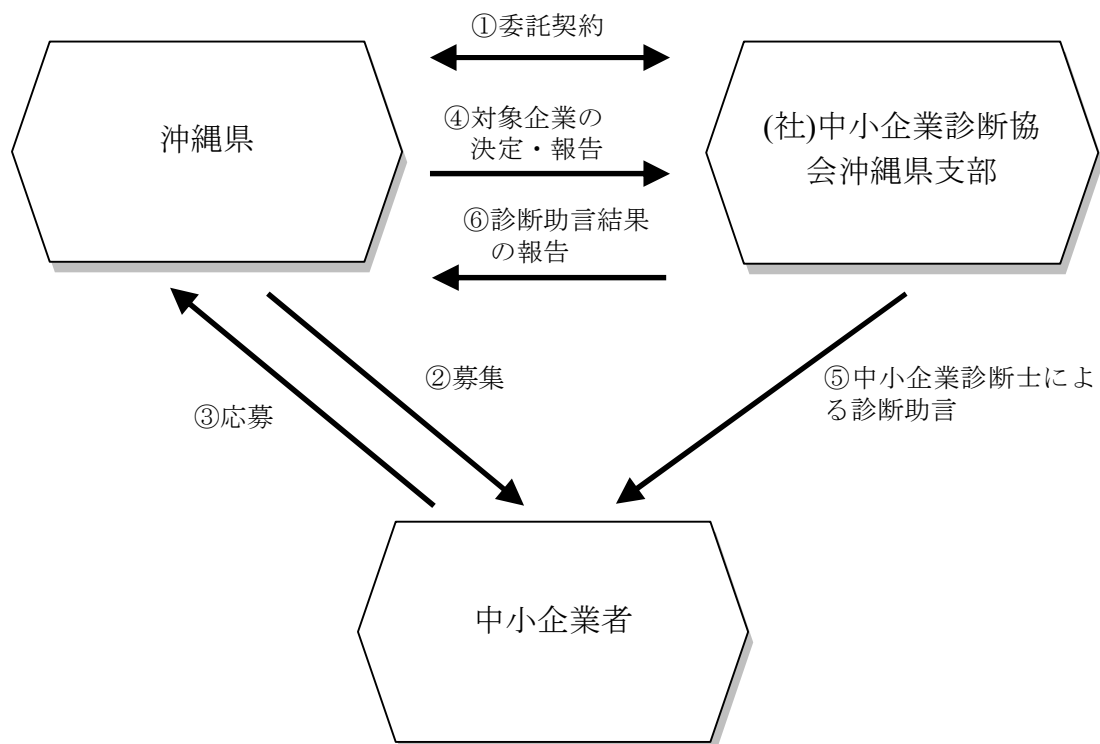 ①委託契約
沖縄県
④対象企業の
決定・報告
(社)中小企業診断協
会沖縄県支部
⑥診断助言結果
の報告
②募集
③応募
⑤中小企業診断士によ
る診断助言
中小企業者